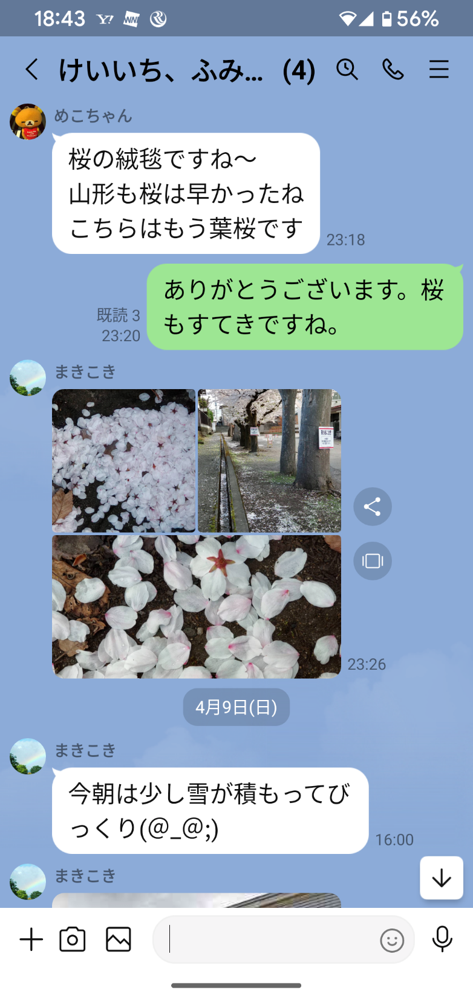 18:43
56%
けいいち、ふみ… (4)
めこちゃん
桜の絨毯ですね〜
山形も桜は早かったね
こちらはもう葉桜です
23:18
ありがとうございます。桜
もすてきですね。
既読 3
23:20
まきこき
23:26
4月9日(日)
まきこき
今朝は少し雪が積もってび
っくり(@_@;)
16:00
まきこき